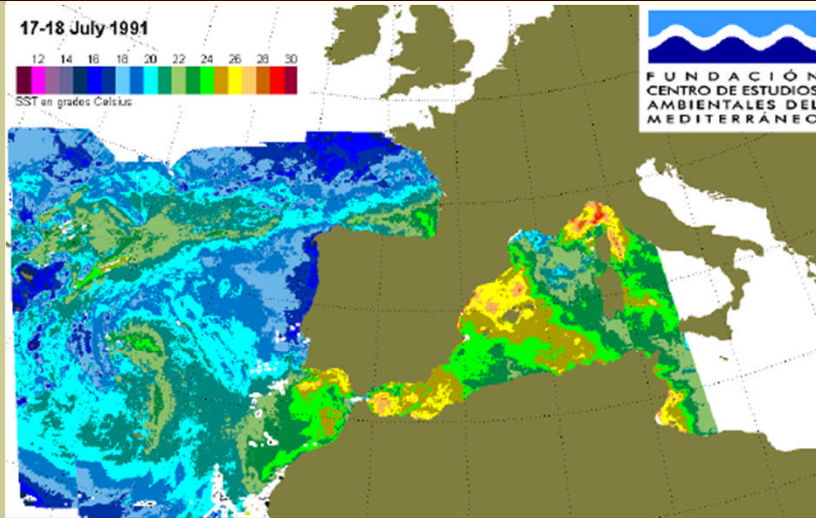 17-18 July 1991
12 14 16 18 20 22 24 26 28 30
SST en grados Celsius
FUNDACIÓN
CENTRO DE ESTUDIOS
AMBIENTALES DEL
MEDITERRÁNEO